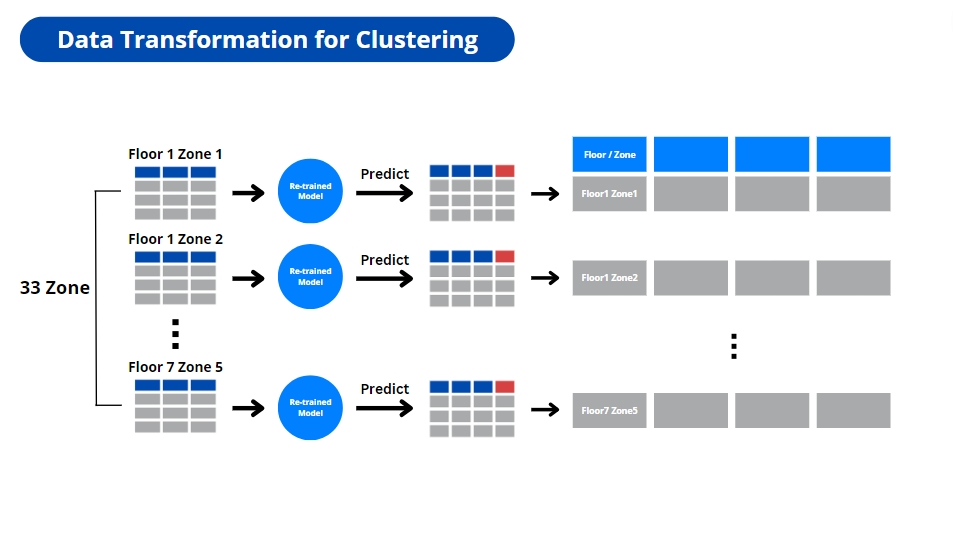 Data Transformation for Clustering
Floor 1 Zone 1
Re-trained
Model
Predict
Floor / Zone
Floor1 Zone1
Floor 1 Zone 2
Re-trained
Model
Predict
Floor1 Zone2
33 Zone
Floor 7 Zone 5
Re-trained
Model
Predict
Floor7 Zone5